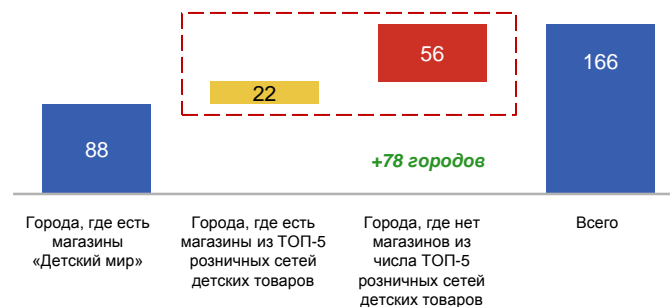 56
22
166
88
+78 городов
Города, где есть
магазины
«Детский мир»
Города, где есть
магазины из ТОП-5
розничных сетей
детских товаров
Города, где нет
магазинов из
числа ТОП-5
розничных сетей
детских товаров
Всего